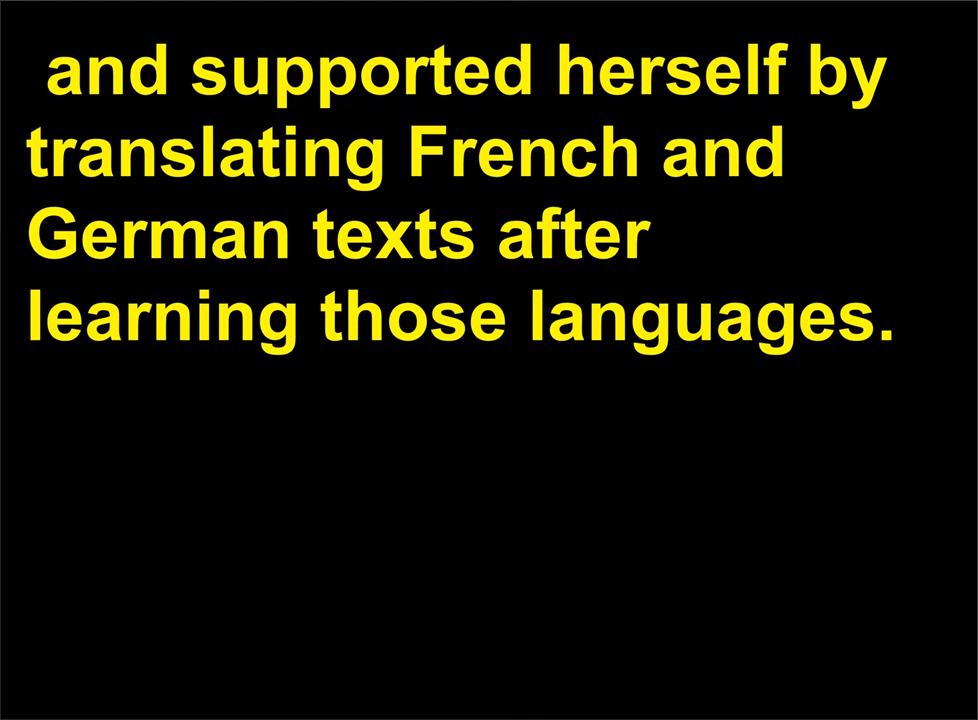 and supported herself by
translating French and
German texts after
learning those languages.